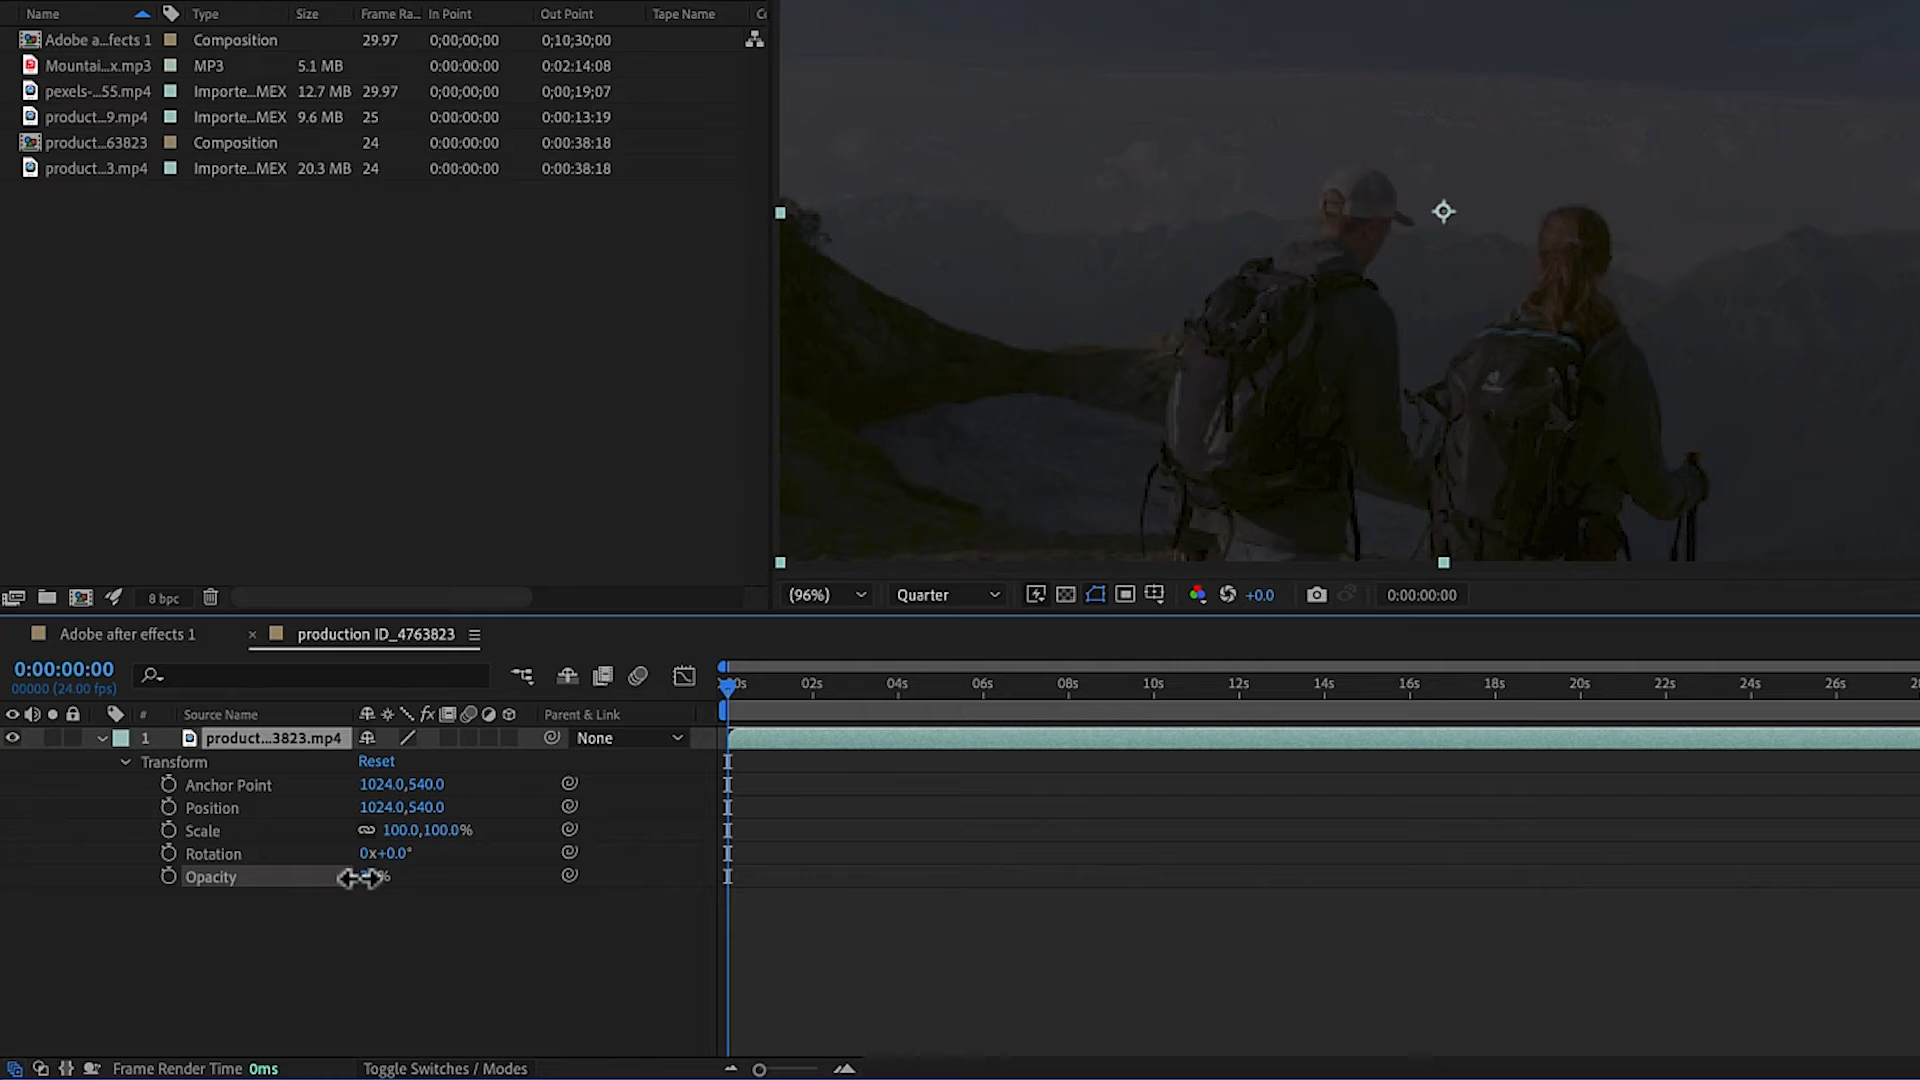 Name Type Size Frame Ra... In Point Out Point Tape Name Co
Adobe a...fects 1 Composition 29.97 0;00;00;00 0;10;30;00
Mountai...x.mp3 MP3 5.1 MB 0:00:00:00 0:02:14:08
pexels-...55.mp4 Importe...MEX 12.7 MB 29.97 0;00;00;00 0;00;19;07
product...9.mp4 Importe...MEX 9.6 MB 25 0:00:00:00 0:00:13:19
product...63823 Composition 24 0:00:00:00 0:00:38:18
product...3.mp4 Importe...MEX 20.3 MB 24 0:00:00:00 0:00:38:18
8 bpc (96%) Quarter +0.0 0:00:00:00
Adobe after effects 1 × production ID_4763823
0:00:00:00
00000 (24.00 fps)
02s 04s 06s 08s 10s 12s 14s 16s 18s 20s 22s 24s 26s
# Source Name fx Parent & Link
1 product...3823.mp4 None
Transform Reset
Anchor Point 1024.0,540.0
Position 1024.0,540.0
Scale 100.0,100.0%
Rotation 0x+0.0°
Opacity %
Frame Render Time 0ms Toggle Switches / Modes